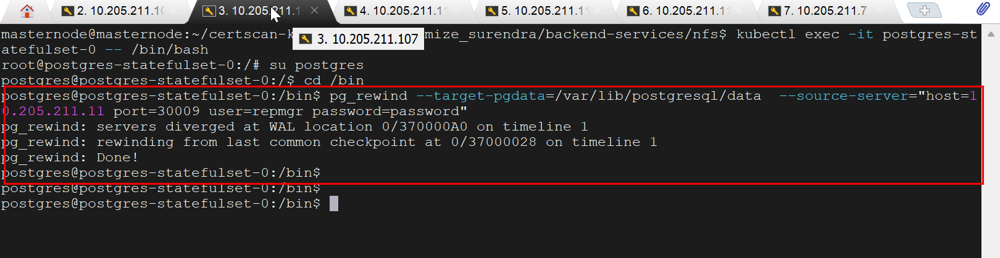 2. 10.205.211.10
3. 10.205.211.1
4. 10.205.211.11
5. 10.205.211.11
6. 10.205.211.11
7. 10.205.211.7
3. 10.205.211.107
masternode@masternode:~/certscan-k mize_surendra/backend-services/nfs$ kubectl exec -it postgres-st
atefulset-0 -- /bin/bash
root@postgres-statefulset-0:/# su postgres
postgres@postgres-statefulset-0:/$ cd /bin
postgres@postgres-statefulset-0:/bin$ pg_rewind --target-pgdata=/var/lib/postgresql/data  --source-server="host=1
0.205.211.11 port=30009 user=repmgr password=password"
pg_rewind: servers diverged at WAL location 0/370000A0 on timeline 1
pg_rewind: rewinding from last common checkpoint at 0/37000028 on timeline 1
pg_rewind: Done!
postgres@postgres-statefulset-0:/bin$
postgres@postgres-statefulset-0:/bin$
postgres@postgres-statefulset-0:/bin$